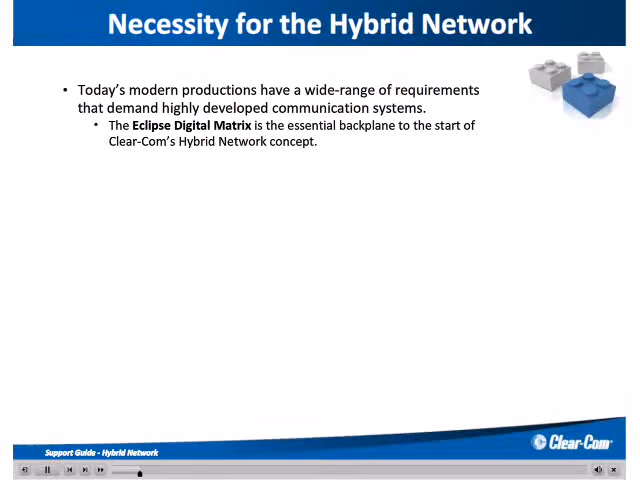 Necessity for the Hybrid Network
• Today's modern productions have a wide-range of requirements
that demand highly developed communication systems.
• The Eclipse Digital Matrix is the essential backplane to the start of
Clear-Com's Hybrid Network concept.
Clear-Com®
Support Guide - Hybrid Network